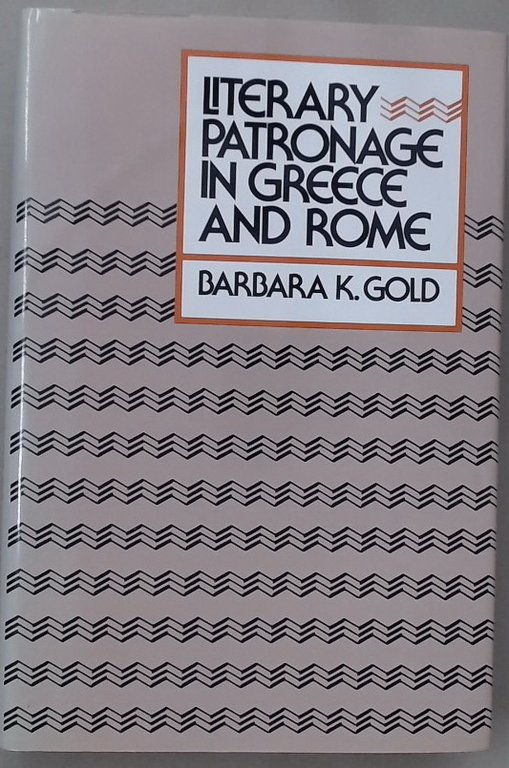 LITERARY
PATRONAGE
IN GREECE
AND ROME
BARBARA K. GOLD